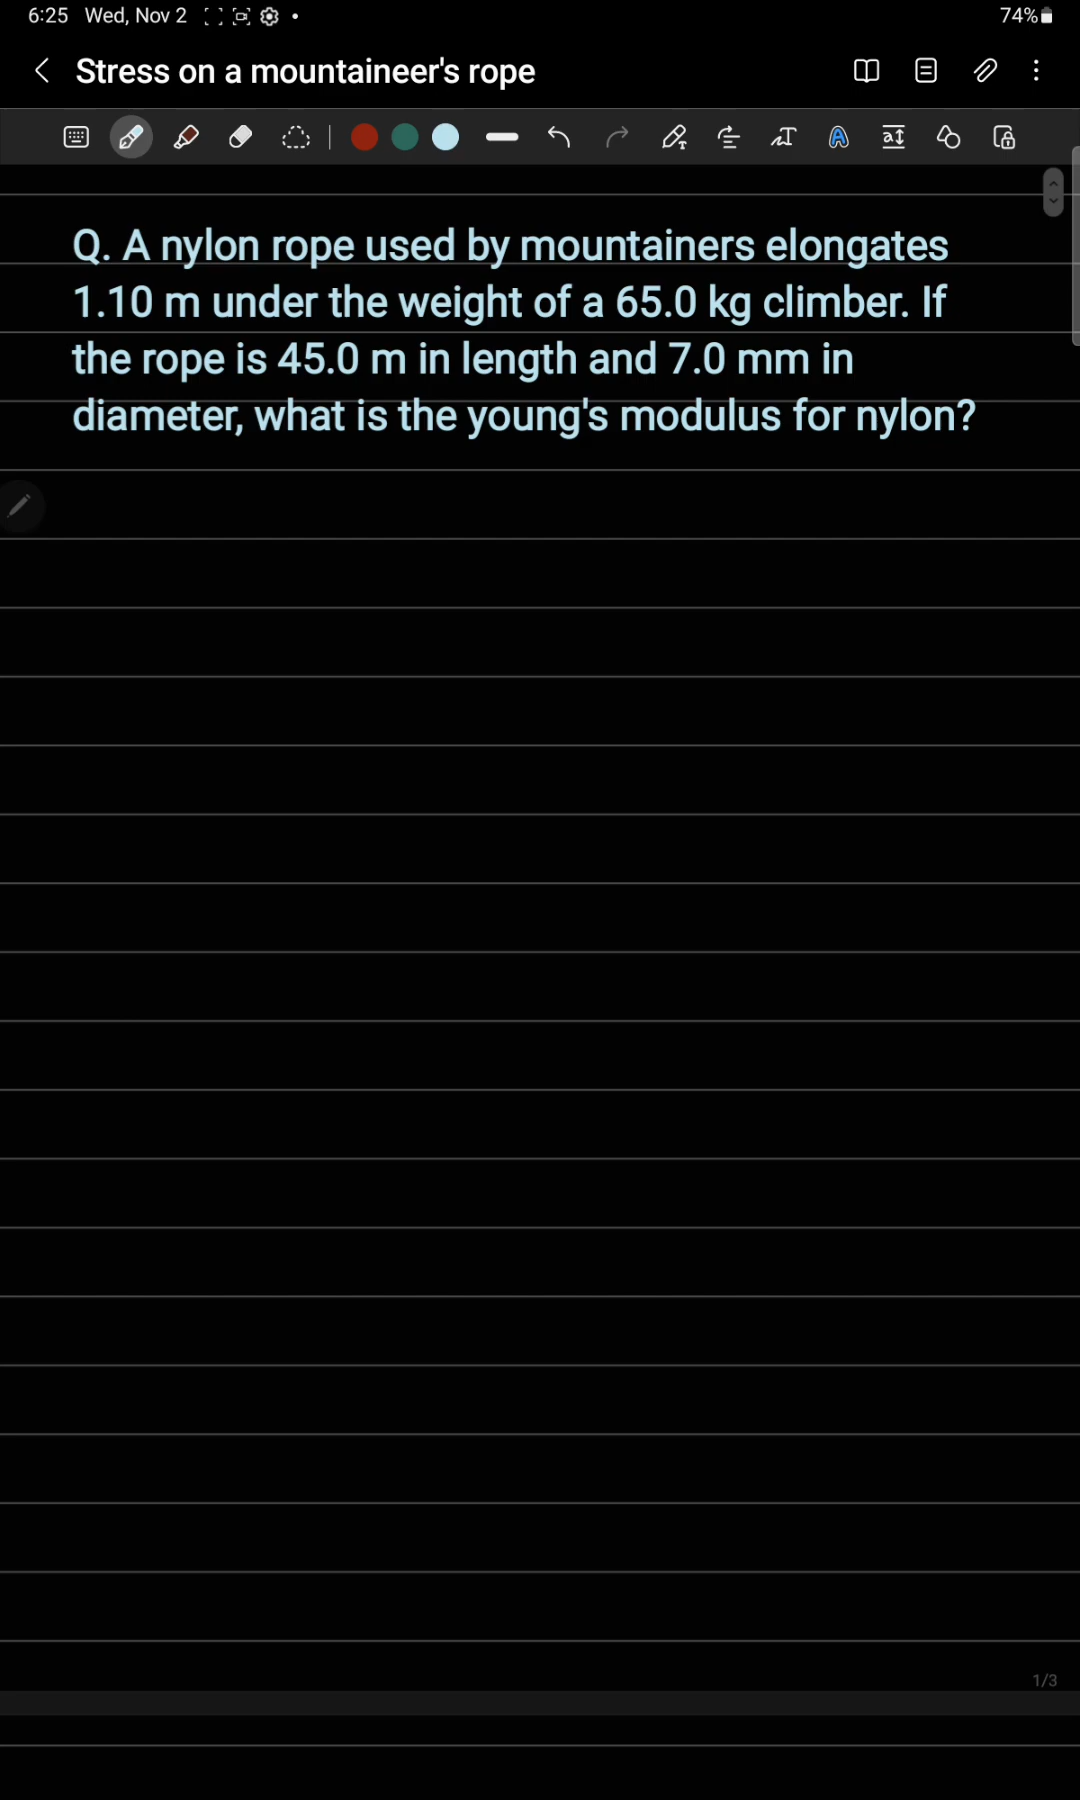 6:25 Wed, Nov 2
74%
Stress on a mountaineer's rope
Q. A nylon rope used by mountainers elongates
1.10 m under the weight of a 65.0 kg climber. If
the rope is 45.0 m in length and 7.0 mm in
diameter, what is the young's modulus for nylon?
1/3